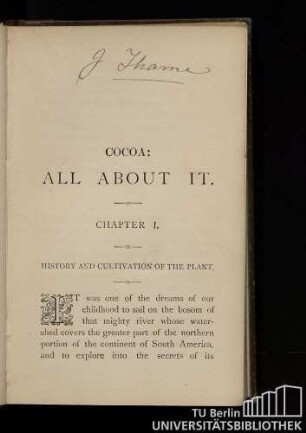 J Thame
COCOA:
ALL ABOUT IT.
CHAPTER I.
HISTORY AND CULTIVATION OF THE PLANT.
IT was one of the dreams of our
childhood to sail on the bosom of
that mighty river whose water-
shed covers the greater part of the northern
portion of the continent of South America,
and to explore into the secrets of its
TU Berlin
UNIVERSITÄTSBIBLIOTHEK